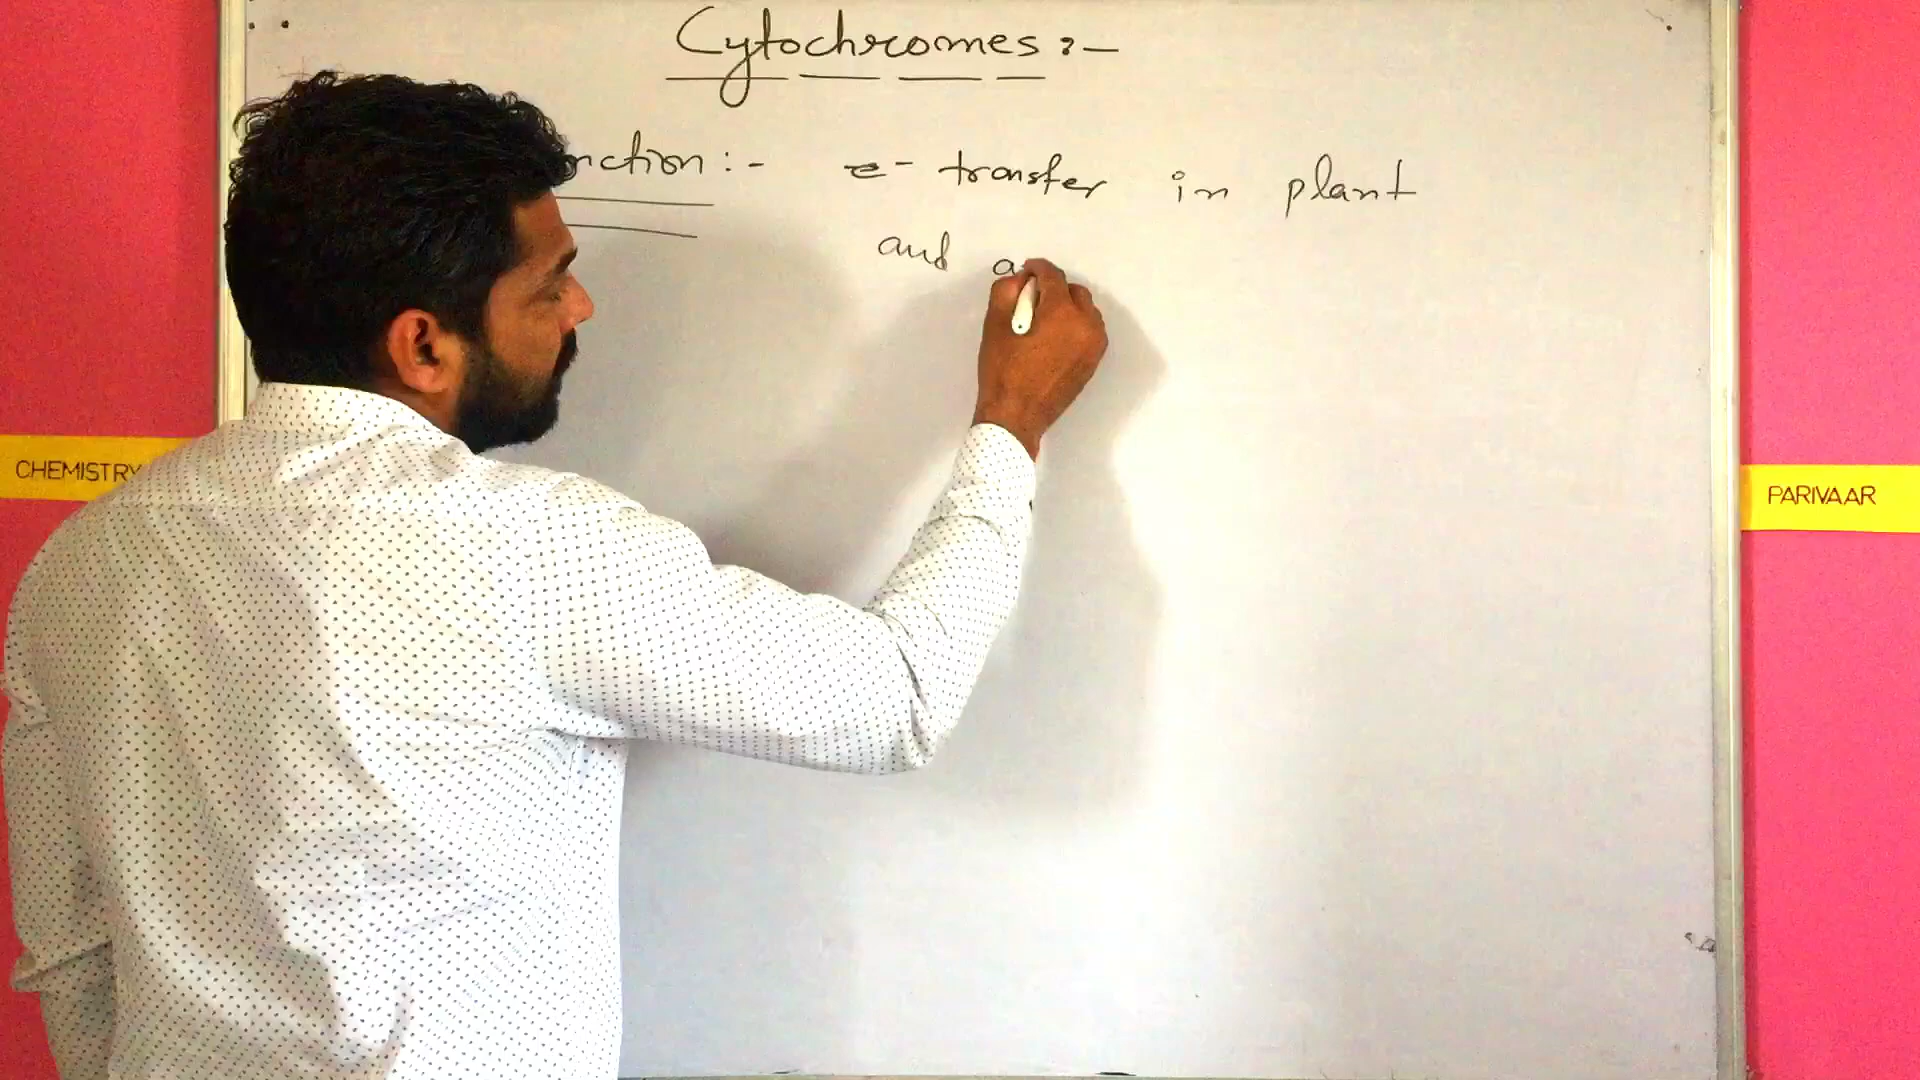 Cytochromes :-
nction :- e- transfer in plant
and a
CHEMISTRY
PARIVAAR